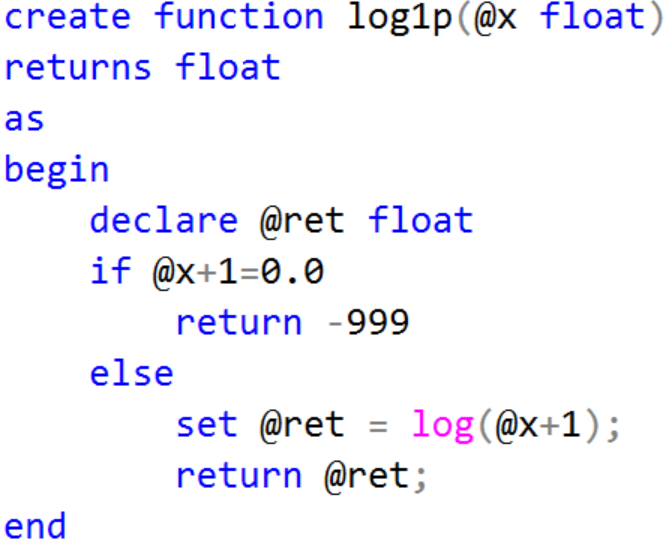 create function log1p(@x float)
returns float
as
begin
    declare @ret float
    if @x+1=0.0
        return -999
    else
        set @ret = log(@x+1);
        return @ret;
end